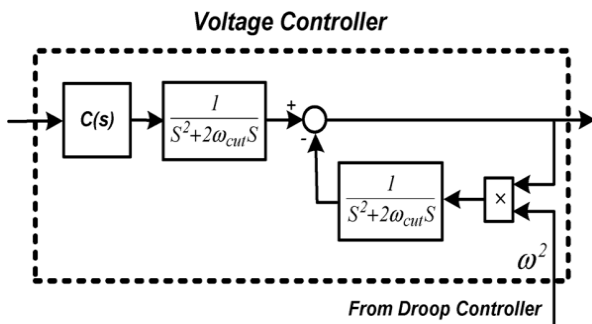 Voltage Controller
C(s)
1
S²+2ω_cut S
+
-
1
S²+2ω_cut S
×
ω²
From Droop Controller